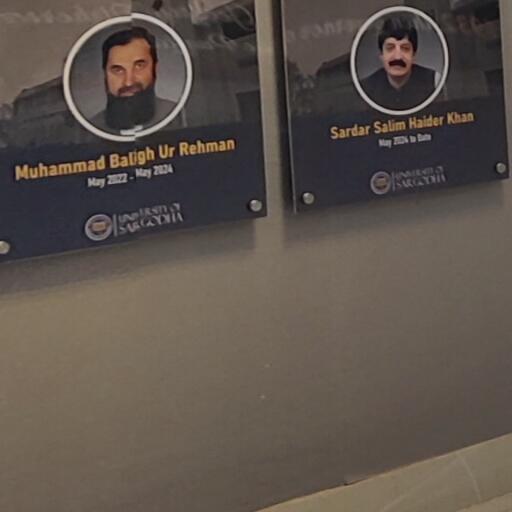 Muhammad Baligh Ur Rehman
May 2022 - May 2024
UNIVERSITY OF
SARGODHA
Sardar Salim Haider Khan
May 2024 to Date
UNIVERSITY OF
SARGODHA